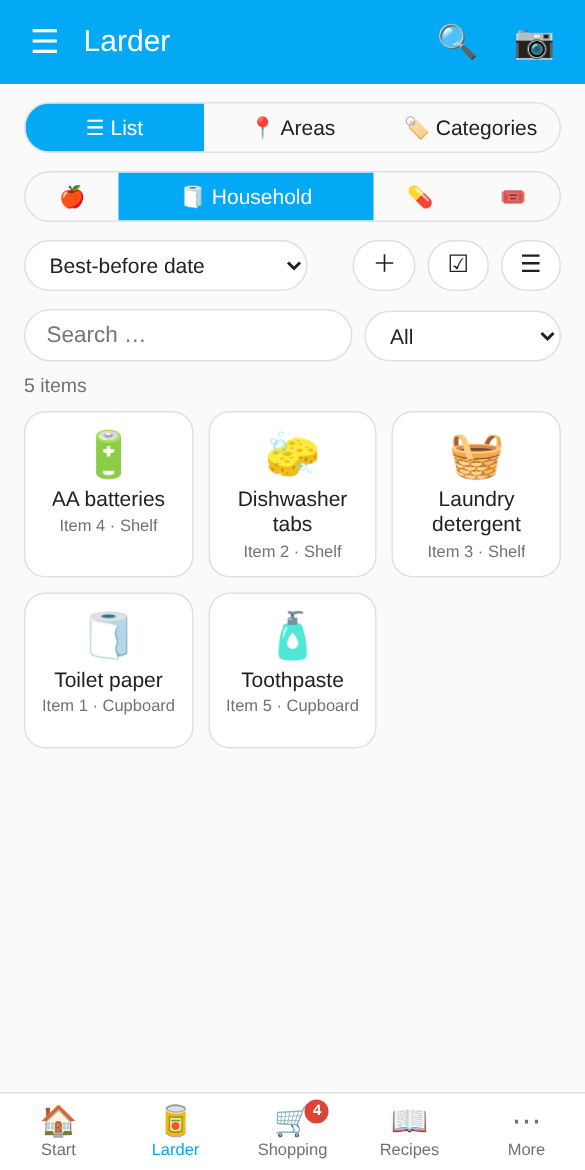 ☰ Larder
☰ List
Areas
Categories
Household
Best-before date
Search …
All
5 items
AA batteries
Item 4 · Shelf
Dishwasher
tabs
Item 2 · Shelf
Laundry
detergent
Item 3 · Shelf
Toilet paper
Item 1 · Cupboard
Toothpaste
Item 5 · Cupboard
4
Start
Larder
Shopping
Recipes
More